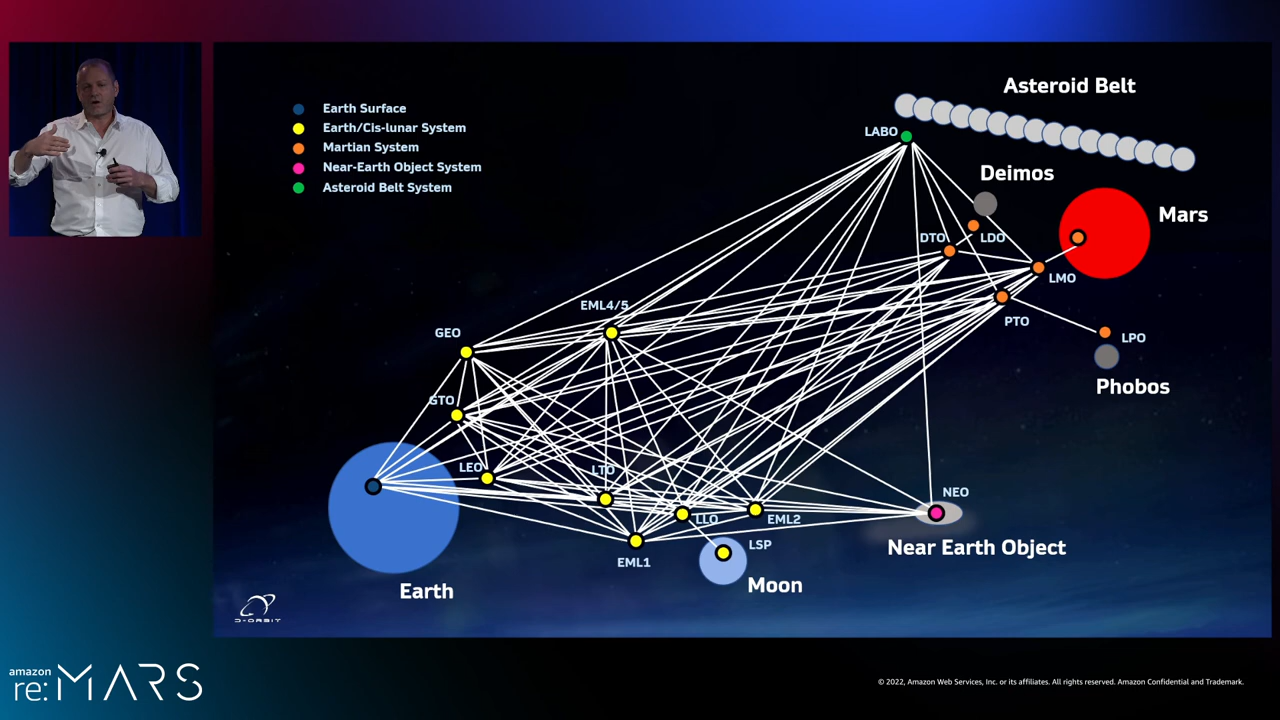 Earth Surface
Earth/Cis-lunar System
Martian System
Near-Earth Object System
Asteroid Belt System
Asteroid Belt
LABO
Deimos
Mars
DTO
LDO
LMO
PTO
LPO
Phobos
EML4/5
GEO
GTO
LEO
LTO
LLO
EML2
EML1
LSP
NEO
Near Earth Object
Earth
Moon
D-ORBIT
amazon
re:MARS
© 2022, Amazon Web Services, Inc. or its affiliates. All rights reserved. Amazon Confidential and Trademark.